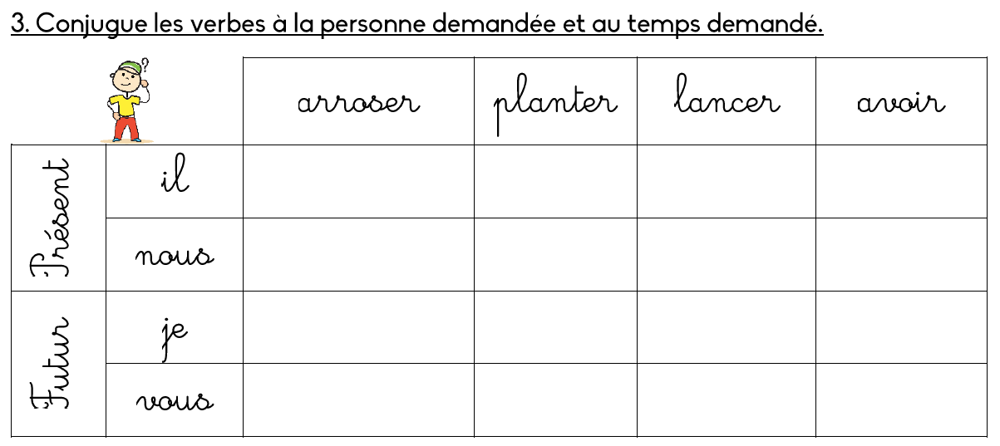 3. Conjugue les verbes à la personne demandée et au temps demandé.
?
arroser planter lancer avoir
Présent
il
nous
Futur
je
vous